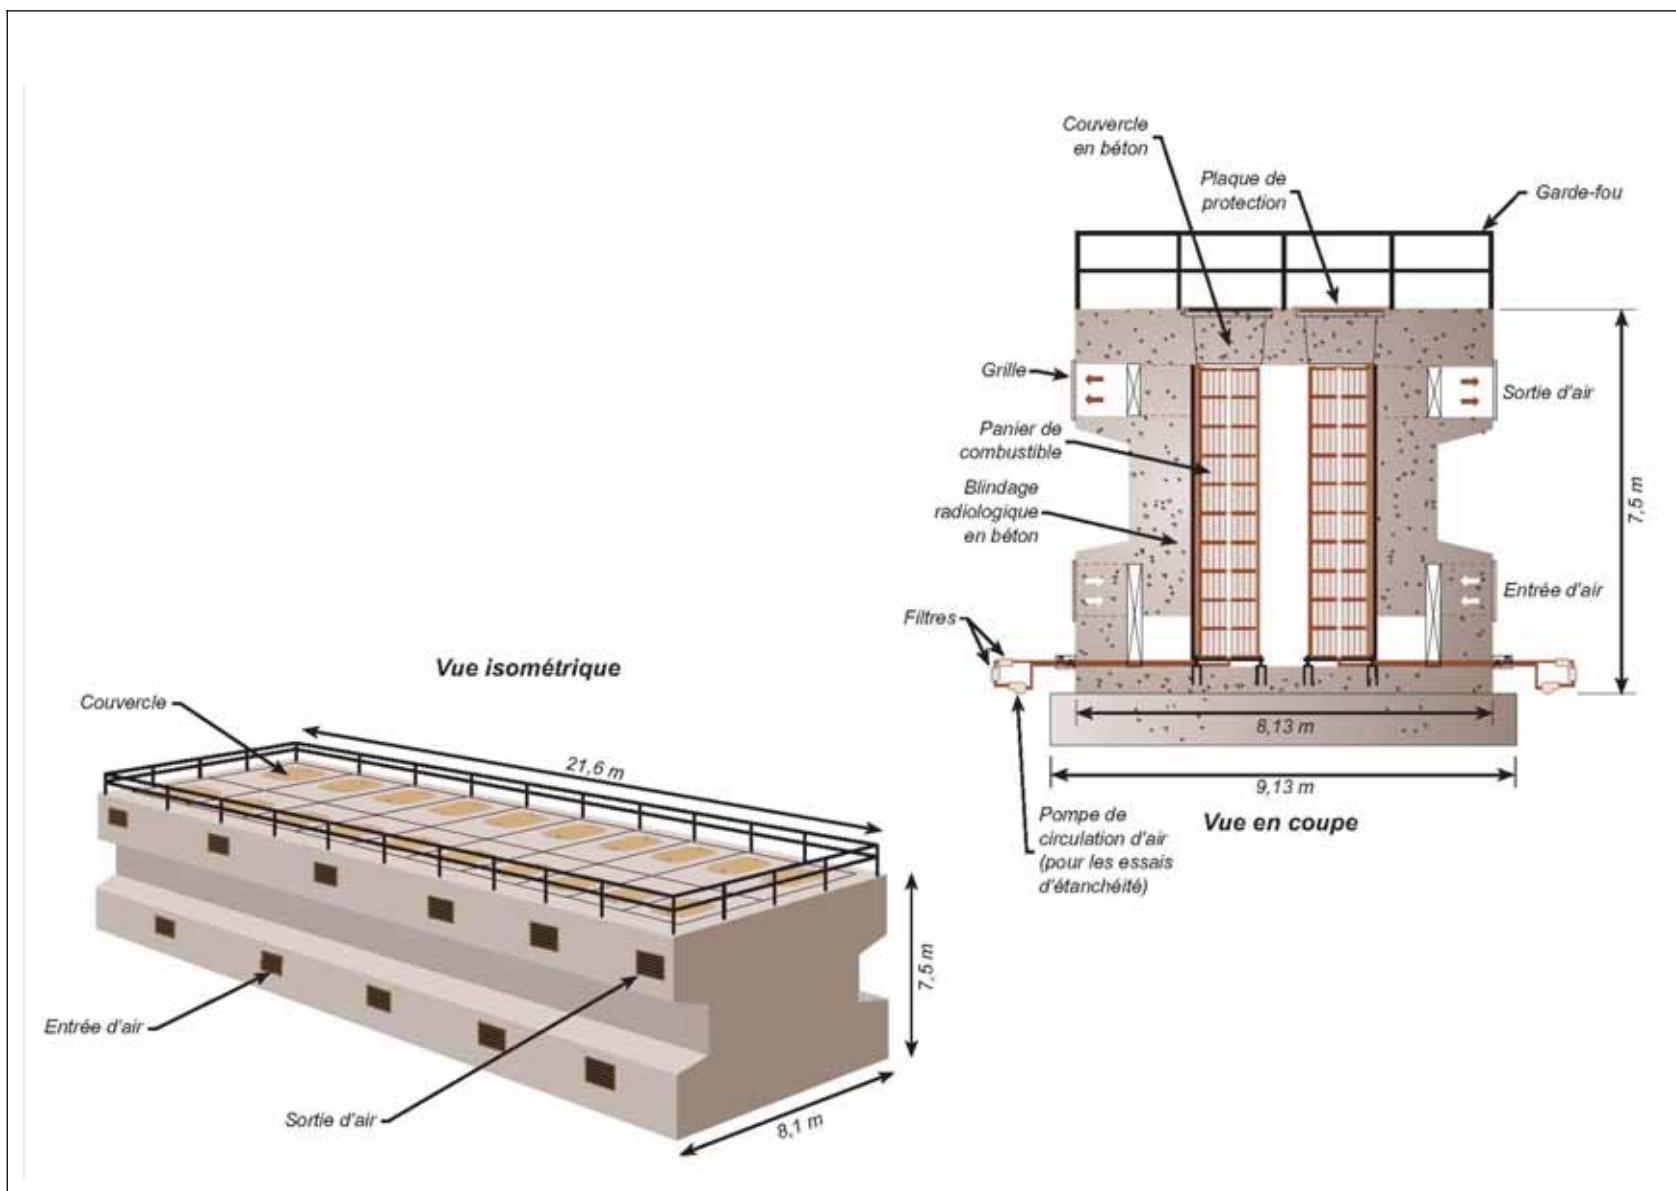 Couvercle
en béton
Plaque de
protection
Garde-fou
Grille
Sortie d'air
Panier de
combustible
Blindage
radiologique
en béton
7,5 m
Entrée d'air
Filtres
8,13 m
9,13 m
Pompe de
circulation d'air
(pour les essais
d'étanchéité)
Vue en coupe
Vue isométrique
Couvercle
21,6 m
7,5 m
Entrée d'air
Sortie d'air
8,1 m